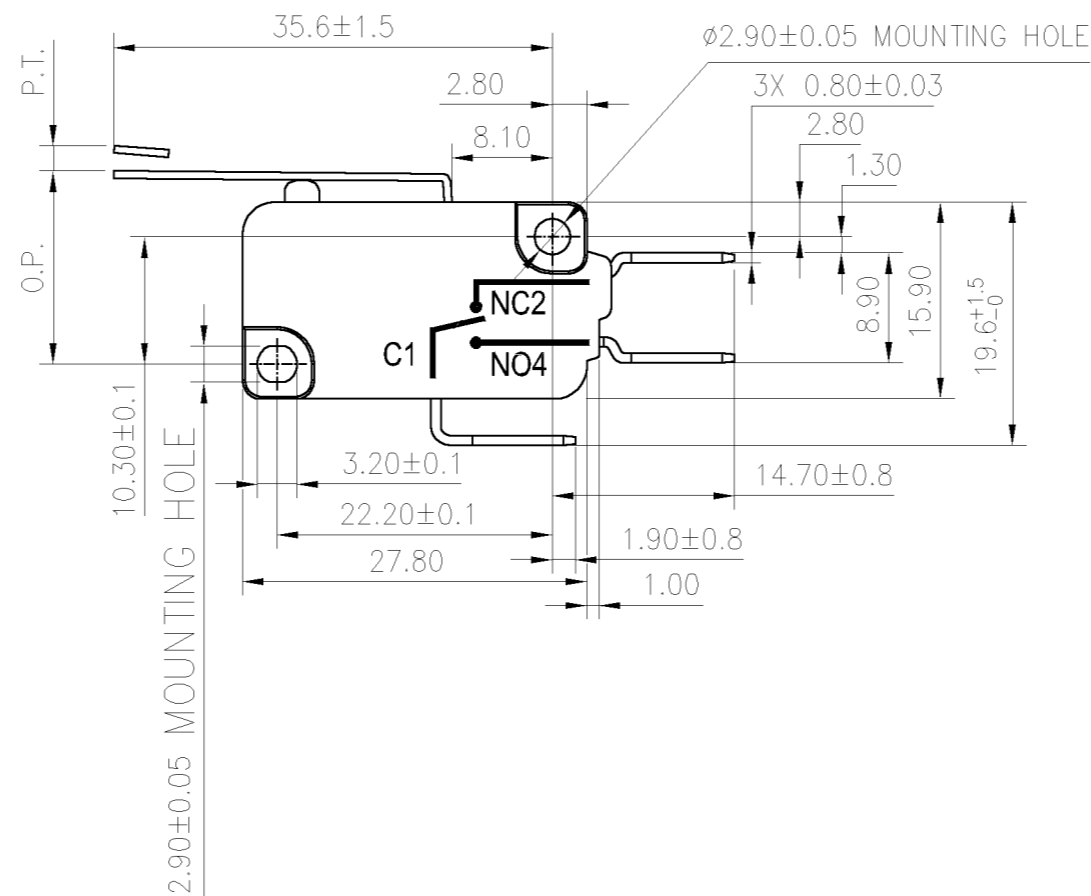 35.6±1.5
ø2.90±0.05 MOUNTING HOLE
P.T.
2.80
3X 0.80±0.03
8.10
2.80
1.30
O.P.
NC2
C1
NO4
8.90
15.90
19.6+1.5-0
10.30±0.1
3.20±0.1
14.70±0.8
22.20±0.1
1.90±0.8
27.80
1.00
2.90±0.05 MOUNTING HOLE